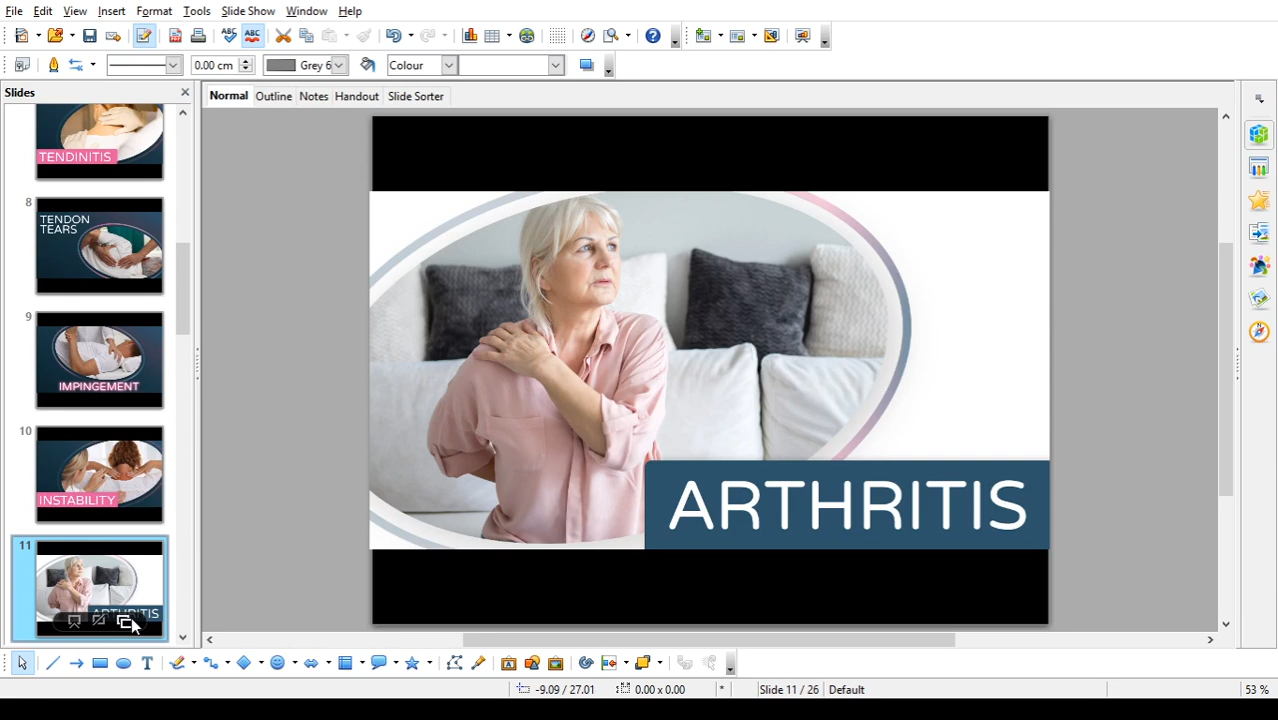 File Edit View Insert Format Tools Slide Show Window Help
ABC ABC
0.00 cm Grey 6 Colour
Slides
Normal Outline Notes Handout Slide Sorter
TENDINITIS
8
TENDON
TEARS
9
IMPINGEMENT
10
INSTABILITY
11
ARTHRITIS
ARTHRITIS
T
-9.09 / 27.01 0.00 x 0.00 * Slide 11 / 26 Default 53 %